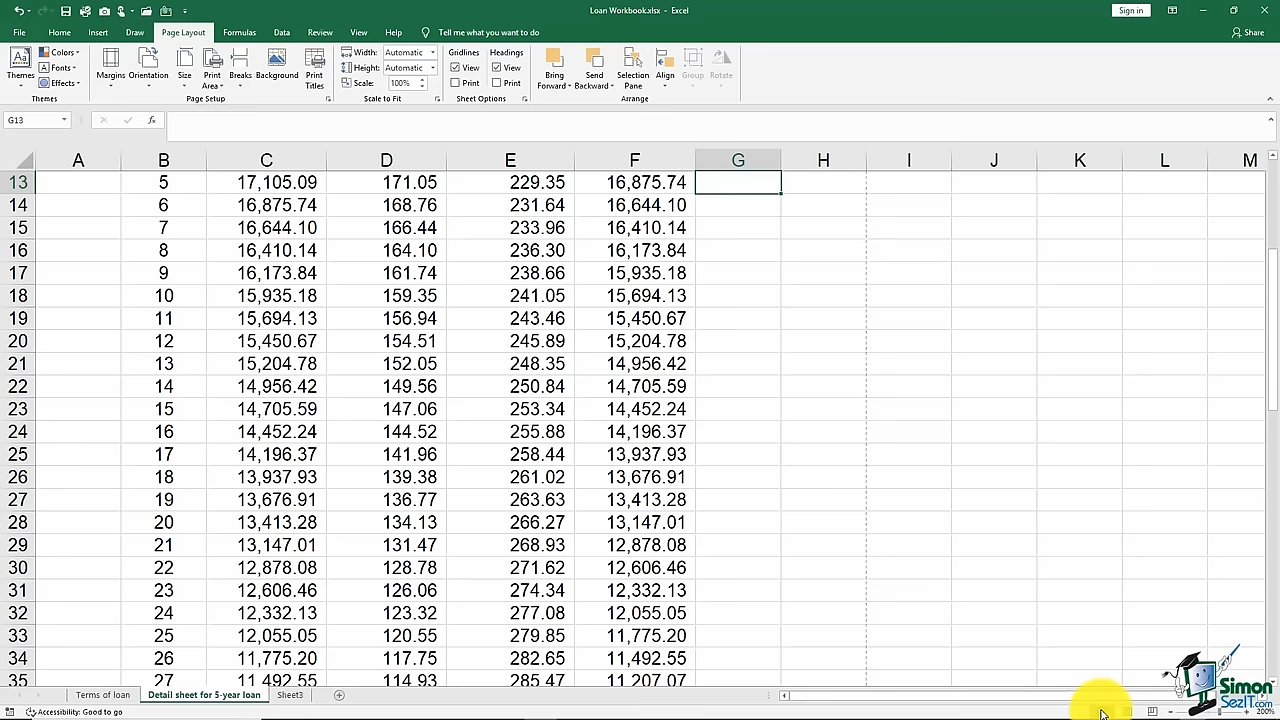 Loan Workbook.xlsx - Excel
Sign in
File Home Insert Draw Page Layout Formulas Data Review View Help Tell me what you want to do Share
Themes Colors Fonts Effects Margins Orientation Size Print Area Breaks Background Print Titles Width: Automatic Height: Automatic Scale: 100% Gridlines View Print Headings View Print Bring Forward Send Backward Selection Pane Align Group Rotate
Themes Page Setup Scale to Fit Sheet Options Arrange
G13 fx
A B C D E F G H I J K L M
13 5 17,105.09 171.05 229.35 16,875.74
14 6 16,875.74 168.76 231.64 16,644.10
15 7 16,644.10 166.44 233.96 16,410.14
16 8 16,410.14 164.10 236.30 16,173.84
17 9 16,173.84 161.74 238.66 15,935.18
18 10 15,935.18 159.35 241.05 15,694.13
19 11 15,694.13 156.94 243.46 15,450.67
20 12 15,450.67 154.51 245.89 15,204.78
21 13 15,204.78 152.05 248.35 14,956.42
22 14 14,956.42 149.56 250.84 14,705.59
23 15 14,705.59 147.06 253.34 14,452.24
24 16 14,452.24 144.52 255.88 14,196.37
25 17 14,196.37 141.96 258.44 13,937.93
26 18 13,937.93 139.38 261.02 13,676.91
27 19 13,676.91 136.77 263.63 13,413.28
28 20 13,413.28 134.13 266.27 13,147.01
29 21 13,147.01 131.47 268.93 12,878.08
30 22 12,878.08 128.78 271.62 12,606.46
31 23 12,606.46 126.06 274.34 12,332.13
32 24 12,332.13 123.32 277.08 12,055.05
33 25 12,055.05 120.55 279.85 11,775.20
34 26 11,775.20 117.75 282.65 11,492.55
35 27 11,492.55 114.93 285.47 11,207.07
Terms of loan Detail sheet for 5-year loan Sheet3
Simon SezIT.com
Accessibility: Good to go 200%